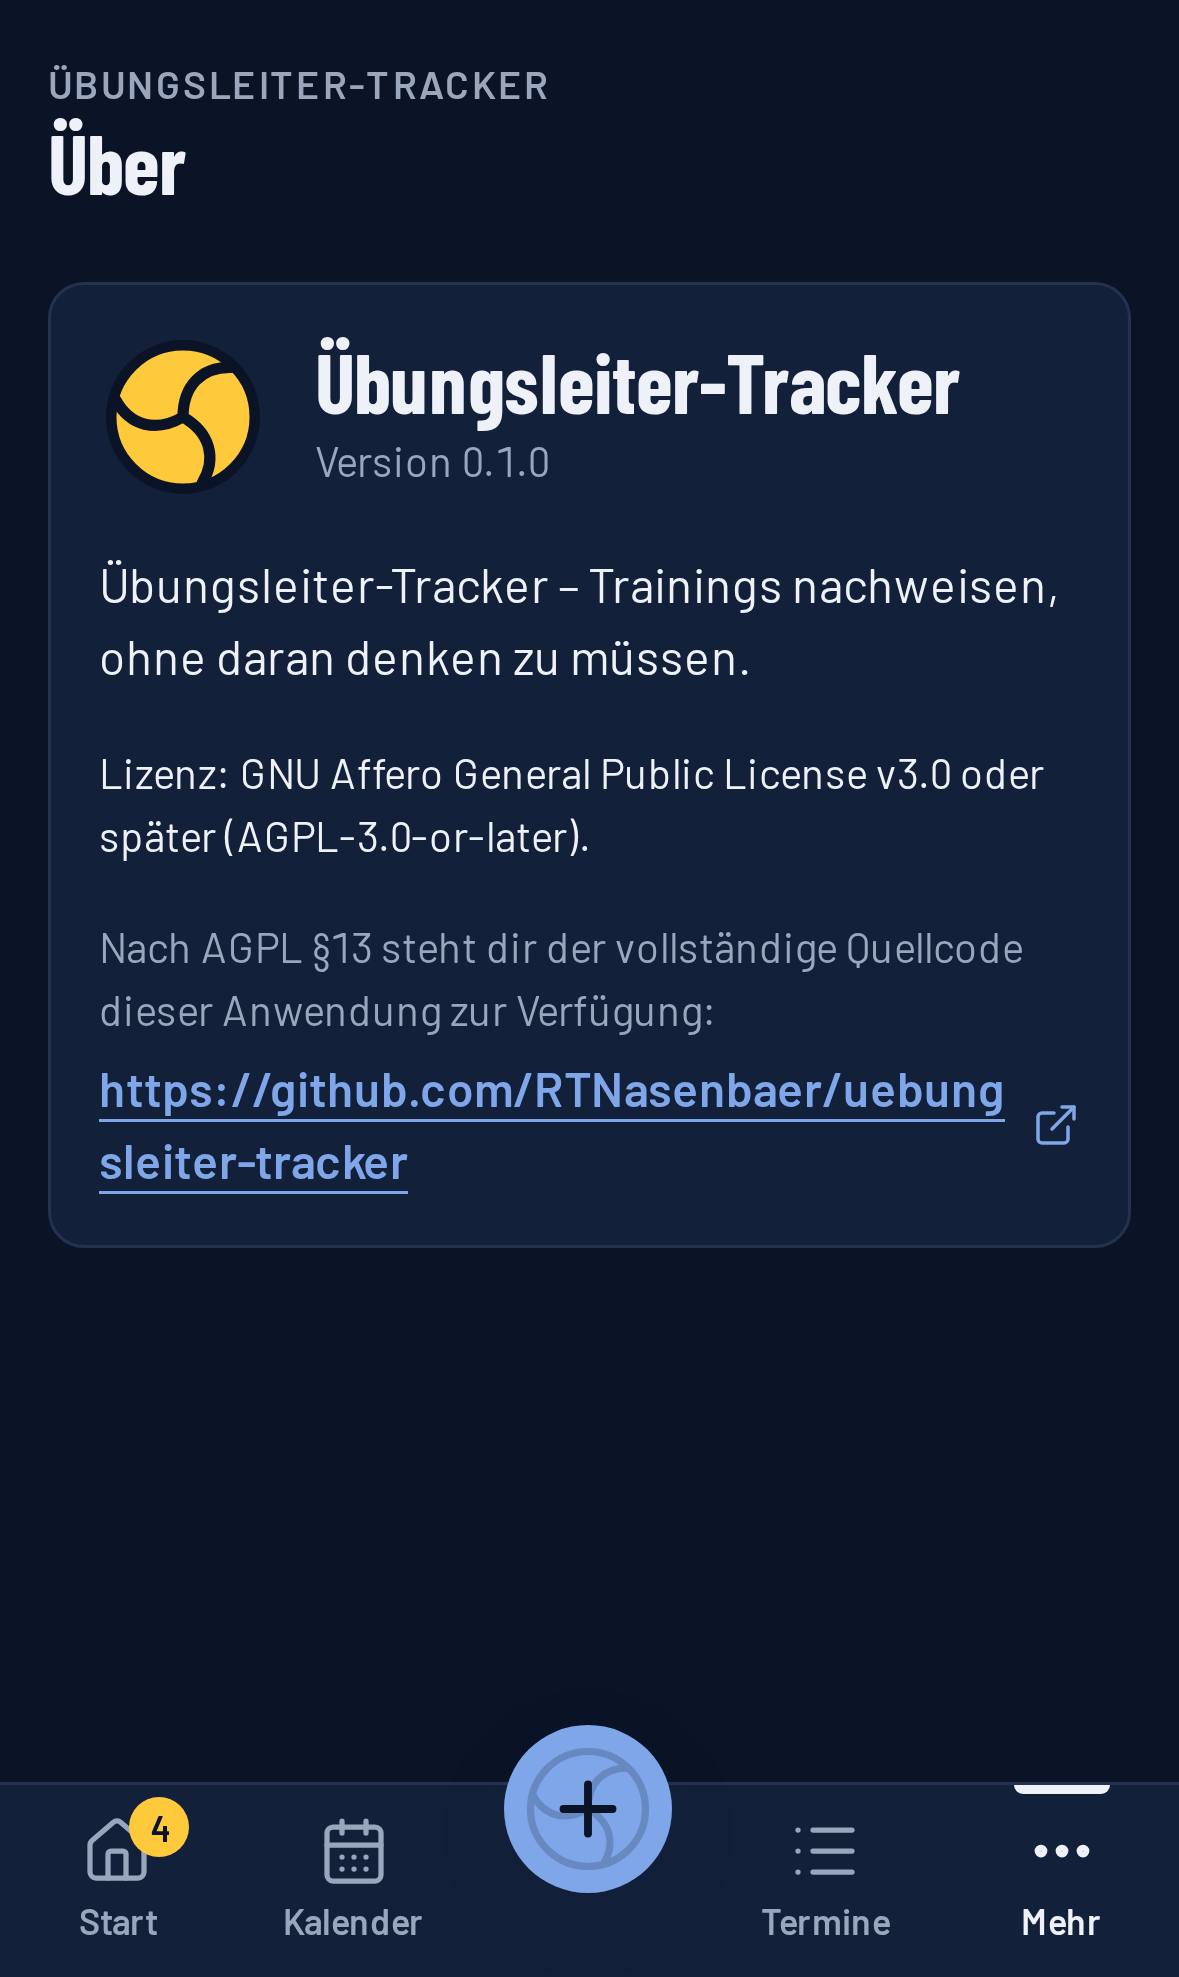 ÜBUNGSLEITER-TRACKER
Über
Übungsleiter-Tracker
Version 0.1.0
Übungsleiter-Tracker – Trainings nachweisen,
ohne daran denken zu müssen.
Lizenz: GNU Affero General Public License v3.0 oder
später (AGPL-3.0-or-later).
Nach AGPL §13 steht dir der vollständige Quellcode
dieser Anwendung zur Verfügung:
https://github.com/RTNasenbaer/uebung
sleiter-tracker
4
Start
Kalender
Termine
Mehr